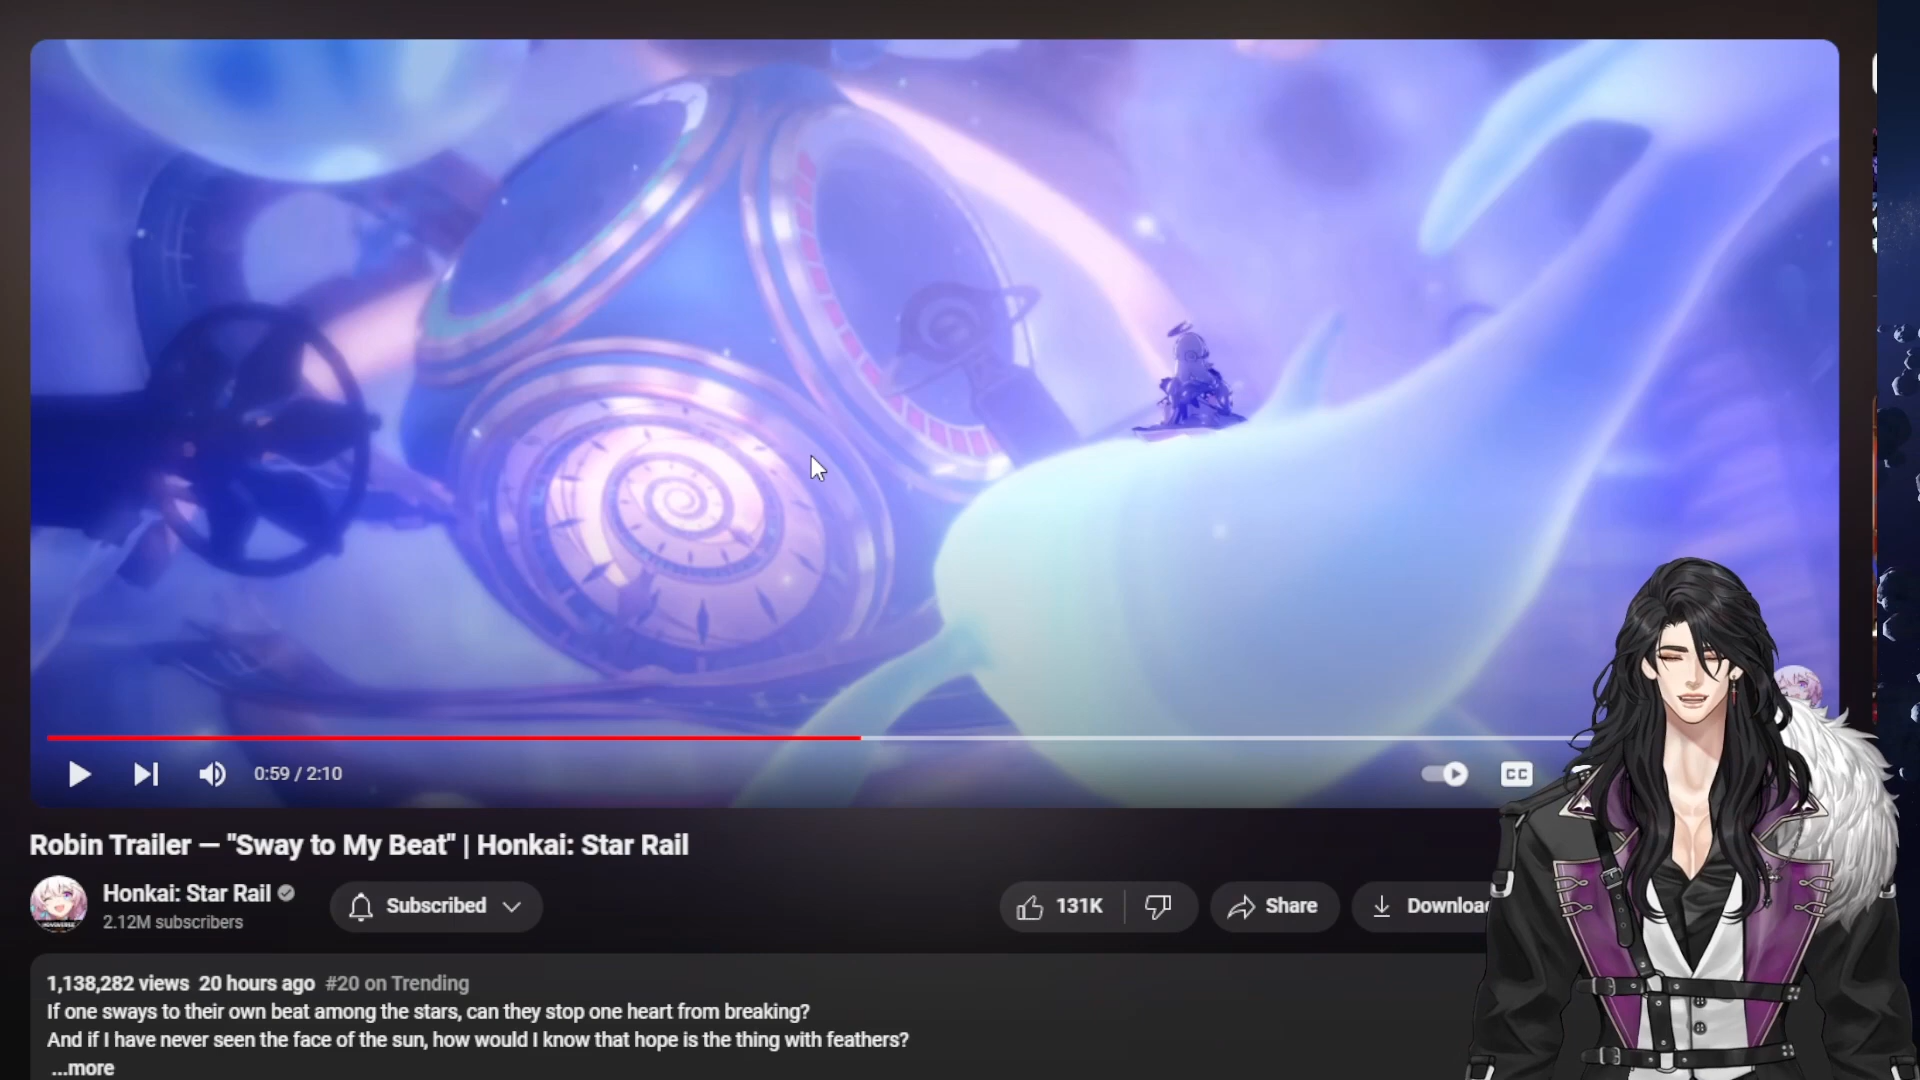 0:59 / 2:10
CC
Robin Trailer — "Sway to My Beat" | Honkai: Star Rail
Honkai: Star Rail
2.12M subscribers
Subscribed
131K
Share
Downloa
1,138,282 views 20 hours ago #20 on Trending
If one sways to their own beat among the stars, can they stop one heart from breaking?
And if I have never seen the face of the sun, how would I know that hope is the thing with feathers?
...more